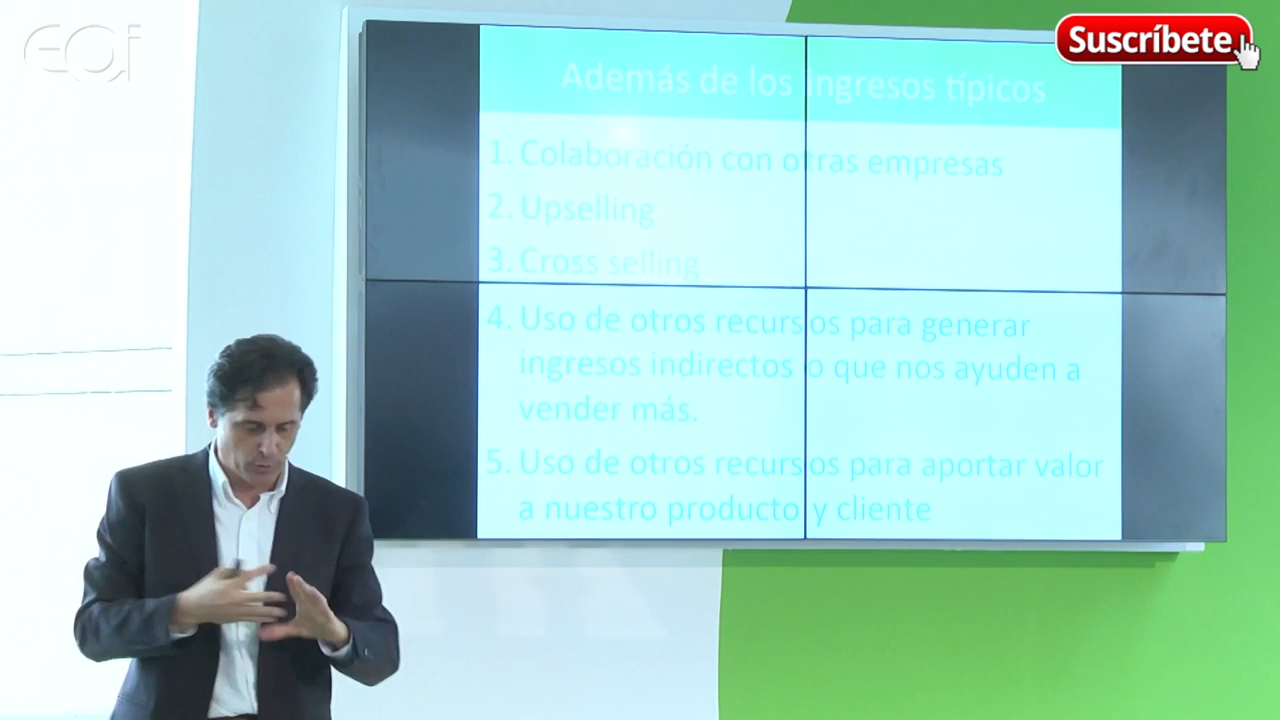 eoi
Suscríbete
Además de los ingresos típicos
1. Colaboración con otras empresas
2. Upselling
3. Cross selling
4. Uso de otros recursos para generar
ingresos indirectos o que nos ayuden a
vender más.
5. Uso de otros recursos para aportar valor
a nuestro producto y cliente